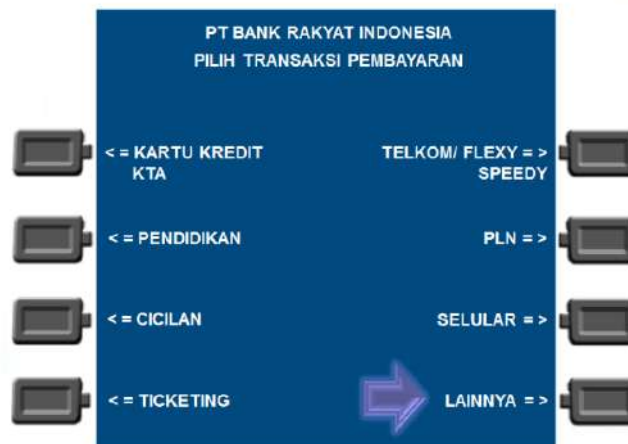 PT BANK RAKYAT INDONESIA
PILIH TRANSAKSI PEMBAYARAN
< = KARTU KREDIT
KTA
TELKOM/ FLEXY = >
SPEEDY
< = PENDIDIKAN
PLN = >
< = CICILAN
SELULAR = >
< = TICKETING
LAINNYA = >